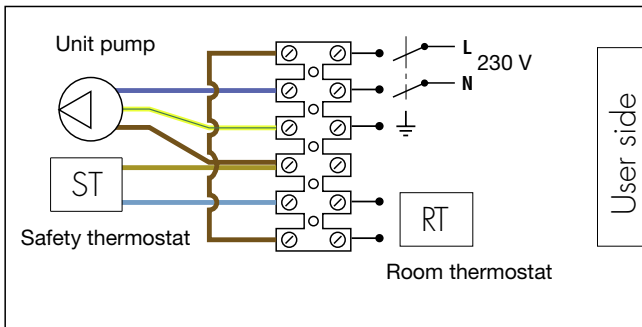 Unit pump
L
230 V
N
ST
Safety thermostat
RT
Room thermostat
User side